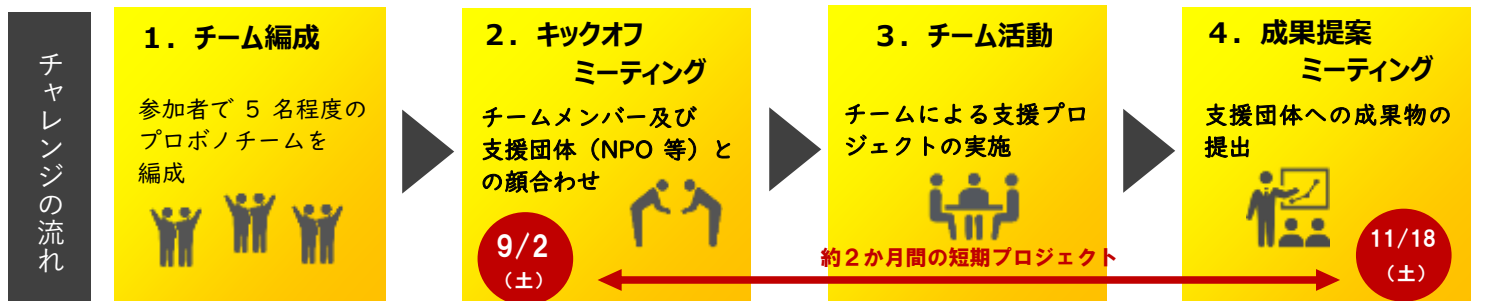 チャレンジの流れ
1. チーム編成
参加者で 5 名程度の
プロボノチームを
編成
2. キックオフ
ミーティング
チームメンバー及び
支援団体（NPO 等）と
の顔合わせ
9/2
（土）
3. チーム活動
チームによる支援プロ
ジェクトの実施
約2か月間の短期プロジェクト
4. 成果提案
ミーティング
支援団体への成果物の
提出
11/18
（土）